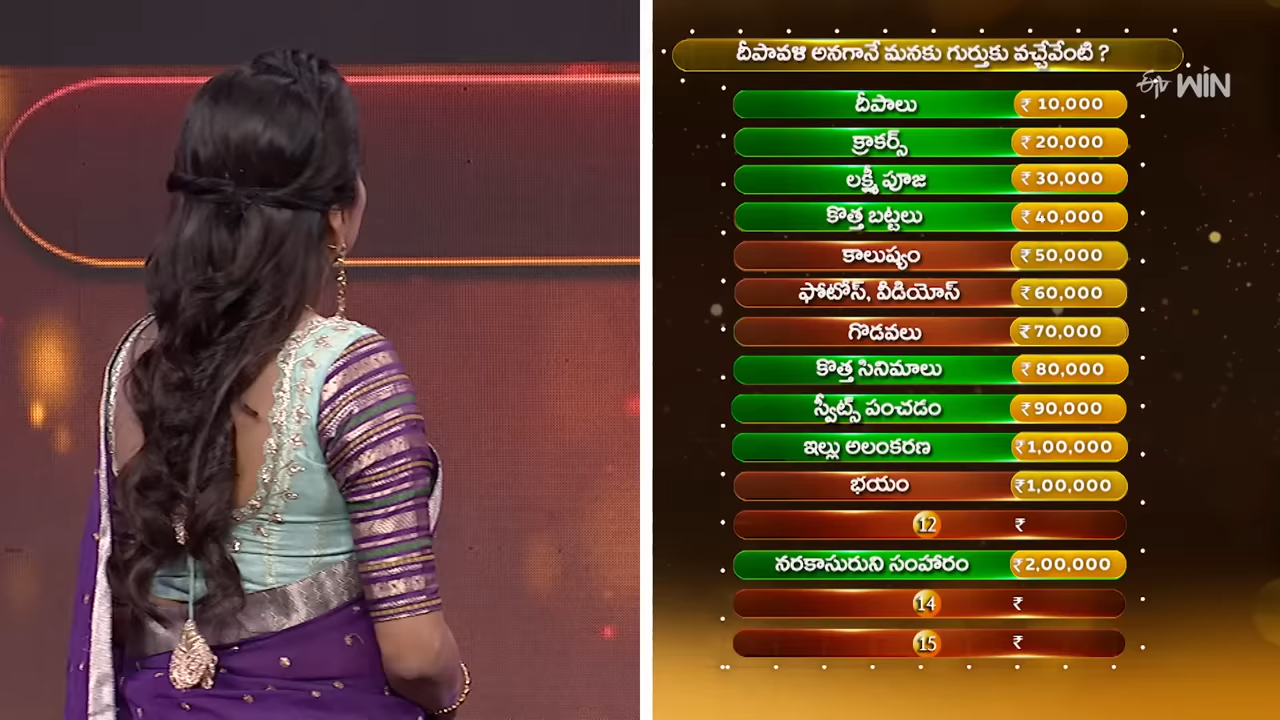 దీపావళి అనగానే మనకు గుర్తుకు వచ్చేవేంటి ?
ఈటీవీ WIN
దీపాలు ₹ 10,000
క్రాకర్స్ ₹ 20,000
లక్ష్మీ పూజ ₹ 30,000
కొత్త బట్టలు ₹ 40,000
కాలుష్యం ₹ 50,000
ఫోటోస్, వీడియోస్ ₹ 60,000
గొడవలు ₹ 70,000
కొత్త సినిమాలు ₹ 80,000
స్వీట్స్ పంచడం ₹ 90,000
ఇల్లు అలంకరణ ₹1,00,000
భయం ₹1,00,000
12 ₹
నరకాసురుని సంహారం ₹2,00,000
14 ₹
15 ₹